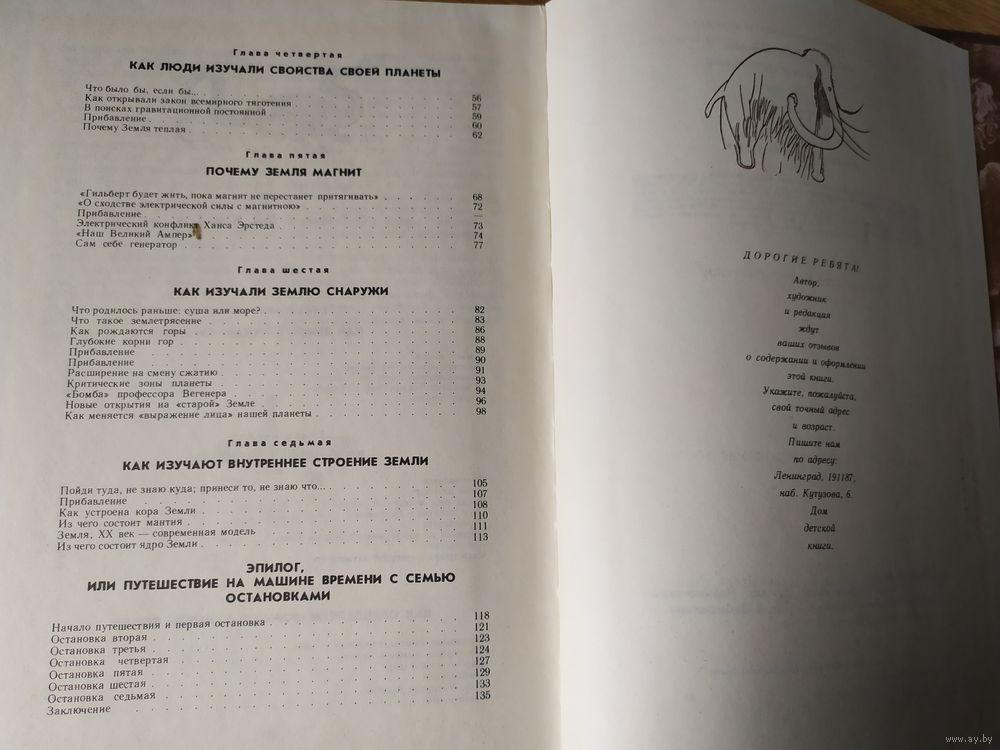 Глава четвертая
КАК ЛЮДИ ИЗУЧАЛИ СВОЙСТВА СВОЕЙ ПЛАНЕТЫ
Что было бы, если бы... 56
Как открывали закон всемирного тяготения 57
В поисках гравитационной постоянной 59
Прибавление 60
Почему Земля теплая 62
Глава пятая
ПОЧЕМУ ЗЕМЛЯ МАГНИТ
«Гильберт будет жить, пока магнит не перестанет притягивать» 68
«О сходстве электрической силы с магнитною» 72
Прибавление —
Электрический конфликт Ханса Эрстеда 73
«Наш Великий Ампер» 74
Сам себе генератор 77
Глава шестая
КАК ИЗУЧАЛИ ЗЕМЛЮ СНАРУЖИ
Что родилось раньше: суша или море? 82
Что такое землетрясение 83
Как рождаются горы 86
Глубокие корни гор 88
Прибавление 89
Прибавление 90
Расширение на смену сжатию 91
Критические зоны планеты 93
«Бомба» профессора Вегенера 94
Новые открытия на «старой» Земле 96
Как меняется «выражение лица» нашей планеты 98
Глава седьмая
КАК ИЗУЧАЮТ ВНУТРЕННЕЕ СТРОЕНИЕ ЗЕМЛИ
Пойди туда, не знаю куда; принеси то, не знаю что... 105
Прибавление 107
Как устроена кора Земли 108
Из чего состоит мантия 110
Земля, XX век — современная модель 111
Из чего состоит ядро Земли 113
ЭПИЛОГ,
ИЛИ ПУТЕШЕСТВИЕ НА МАШИНЕ ВРЕМЕНИ С СЕМЬЮ
ОСТАНОВКАМИ
Начало путешествия и первая остановка 118
Остановка вторая 121
Остановка третья 123
Остановка четвертая 124
Остановка пятая 127
Остановка шестая 129
Остановка седьмая 133
Заключение 135
ДОРОГИЕ РЕБЯТА!
Автор,
художник
и редакция
ждут
ваших отзывов
о содержании и оформлении
этой книги.
Укажите, пожалуйста,
свой точный адрес
и возраст.
Пишите нам
по адресу:
Ленинград, 191187,
наб. Кутузова, 6.
Дом
детской
книги.
www.ay.by